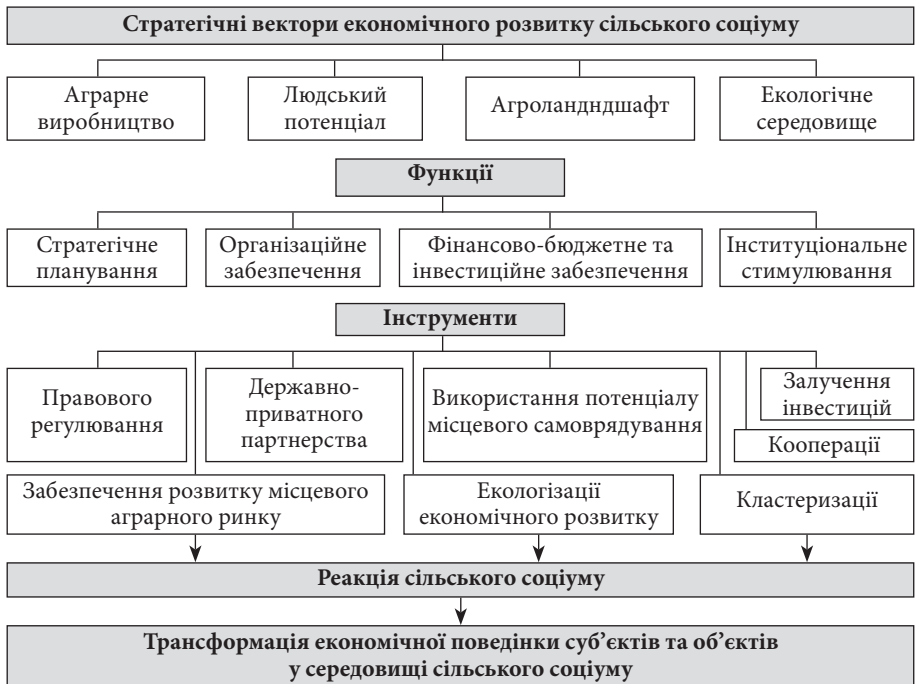 Стратегічні вектори економічного розвитку сільського соціуму
Аграрне
виробництво
Людський
потенціал
Агроландндшафт
Екологічне
середовище
Функції
Стратегічне
планування
Організаційне
забезпечення
Фінансово-бюджетне та
інвестиційне забезпечення
Інституціональне
стимулювання
Інструменти
Правового
регулювання
Державно-
приватного
партнерства
Використання потенціалу
місцевого самоврядування
Залучення
інвестицій
Кооперації
Забезпечення розвитку місцевого
аграрного ринку
Екологізації
економічного розвитку
Кластеризації
Реакція сільського соціуму
Трансформація економічної поведінки суб’єктів та об’єктів
у середовищі сільського соціуму